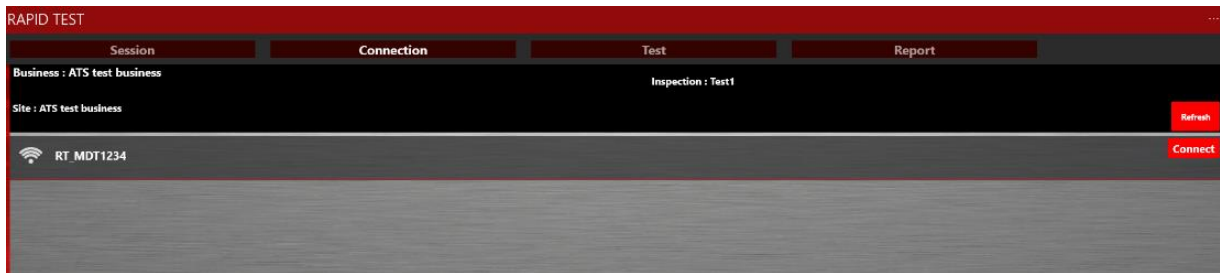 RAPID TEST
...
Session Connection Test Report
Business : ATS test business
Inspection : Test1
Site : ATS test business
Refresh
RT_MDT1234
Connect